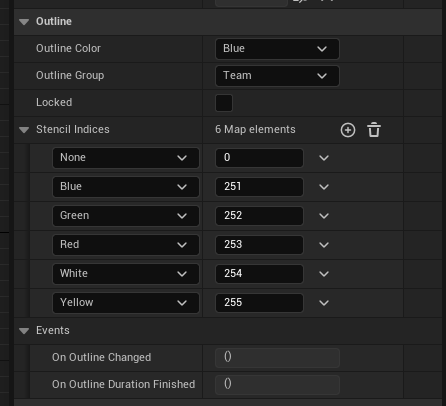 Outline
Outline Color Blue
Outline Group Team
Locked
Stencil Indices 6 Map elements
None 0
Blue 251
Green 252
Red 253
White 254
Yellow 255
Events
On Outline Changed ()
On Outline Duration Finished ()